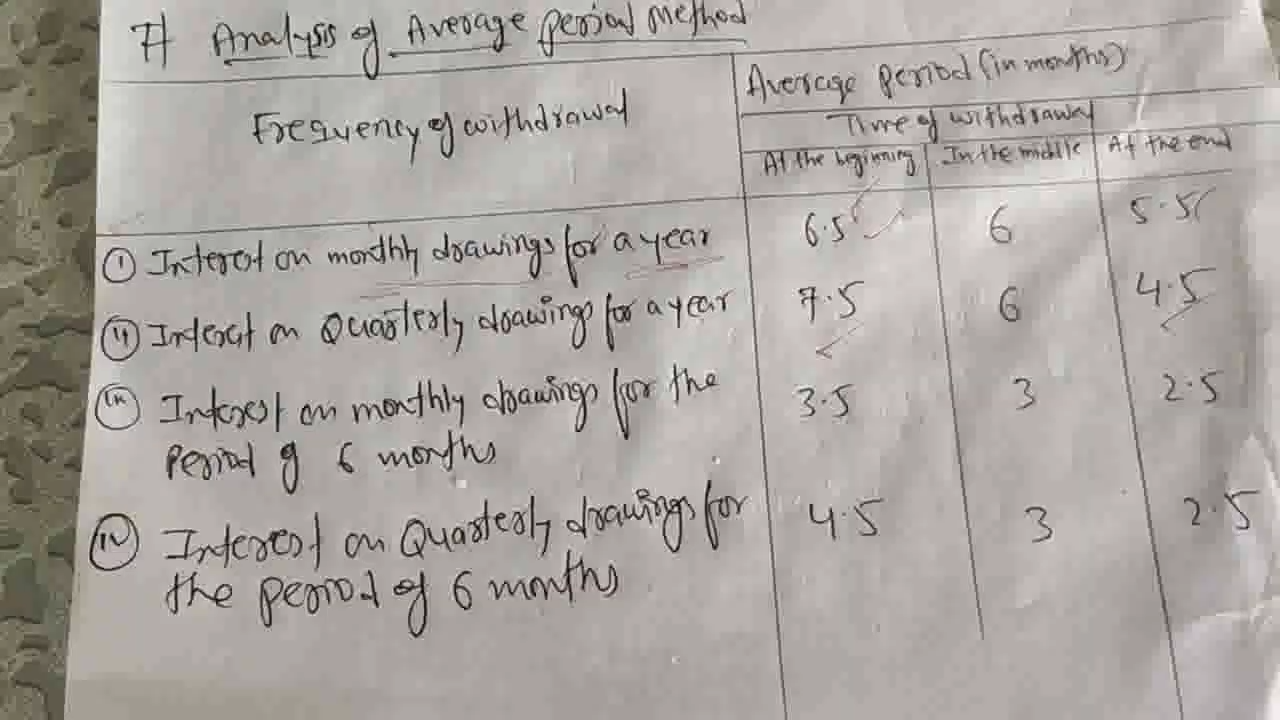 7) Analysis of Average period Method
Frequency of withdrawal
Average period (in months)
Time of withdrawal
At the beginning In the middle At the end
(i) Interest on monthly drawings for a year 6.5 6 5.5
(ii) Interest on Quarterly drawings for a year 7.5 6 4.5
(iii) Interest on monthly drawings for the 3.5 3 2.5
period of 6 months
(iv) Interest on Quarterly drawings for 4.5 3 2.5
the period of 6 months